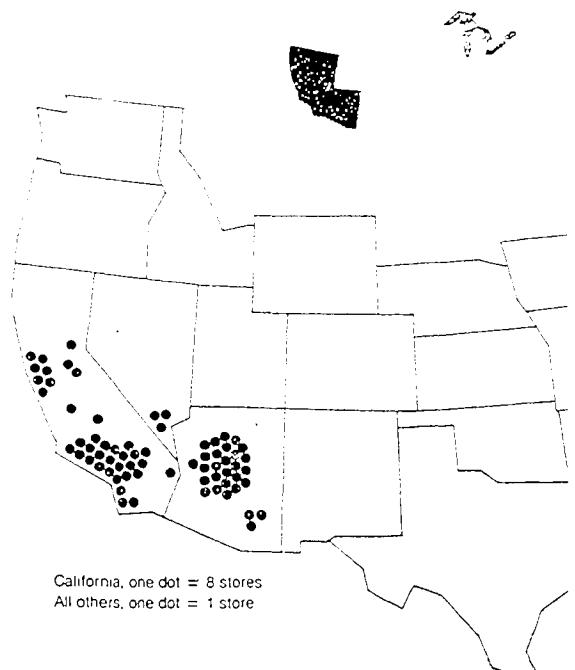 California, one dot = 8 stores
All others, one dot = 1 store